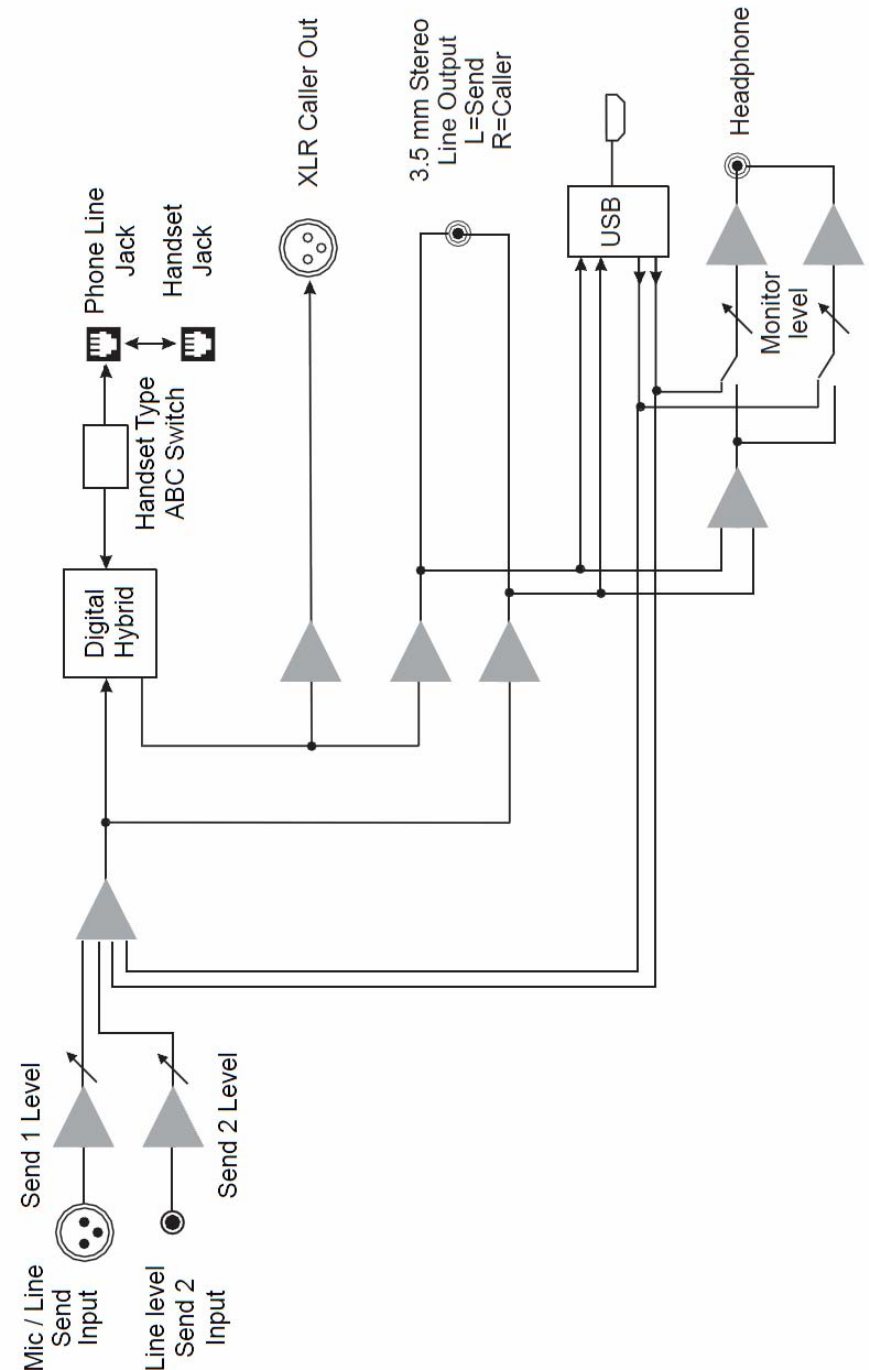 Mic / Line
Send
Input
Send 1 Level
Line level
Send 2
Input
Send 2 Level
Digital
Hybrid
Handset Type
ABC Switch
Phone Line
Jack
Handset
Jack
XLR Caller Out
3.5 mm Stereo
Line Output
L=Send
R=Caller
USB
Monitor
level
Headphone